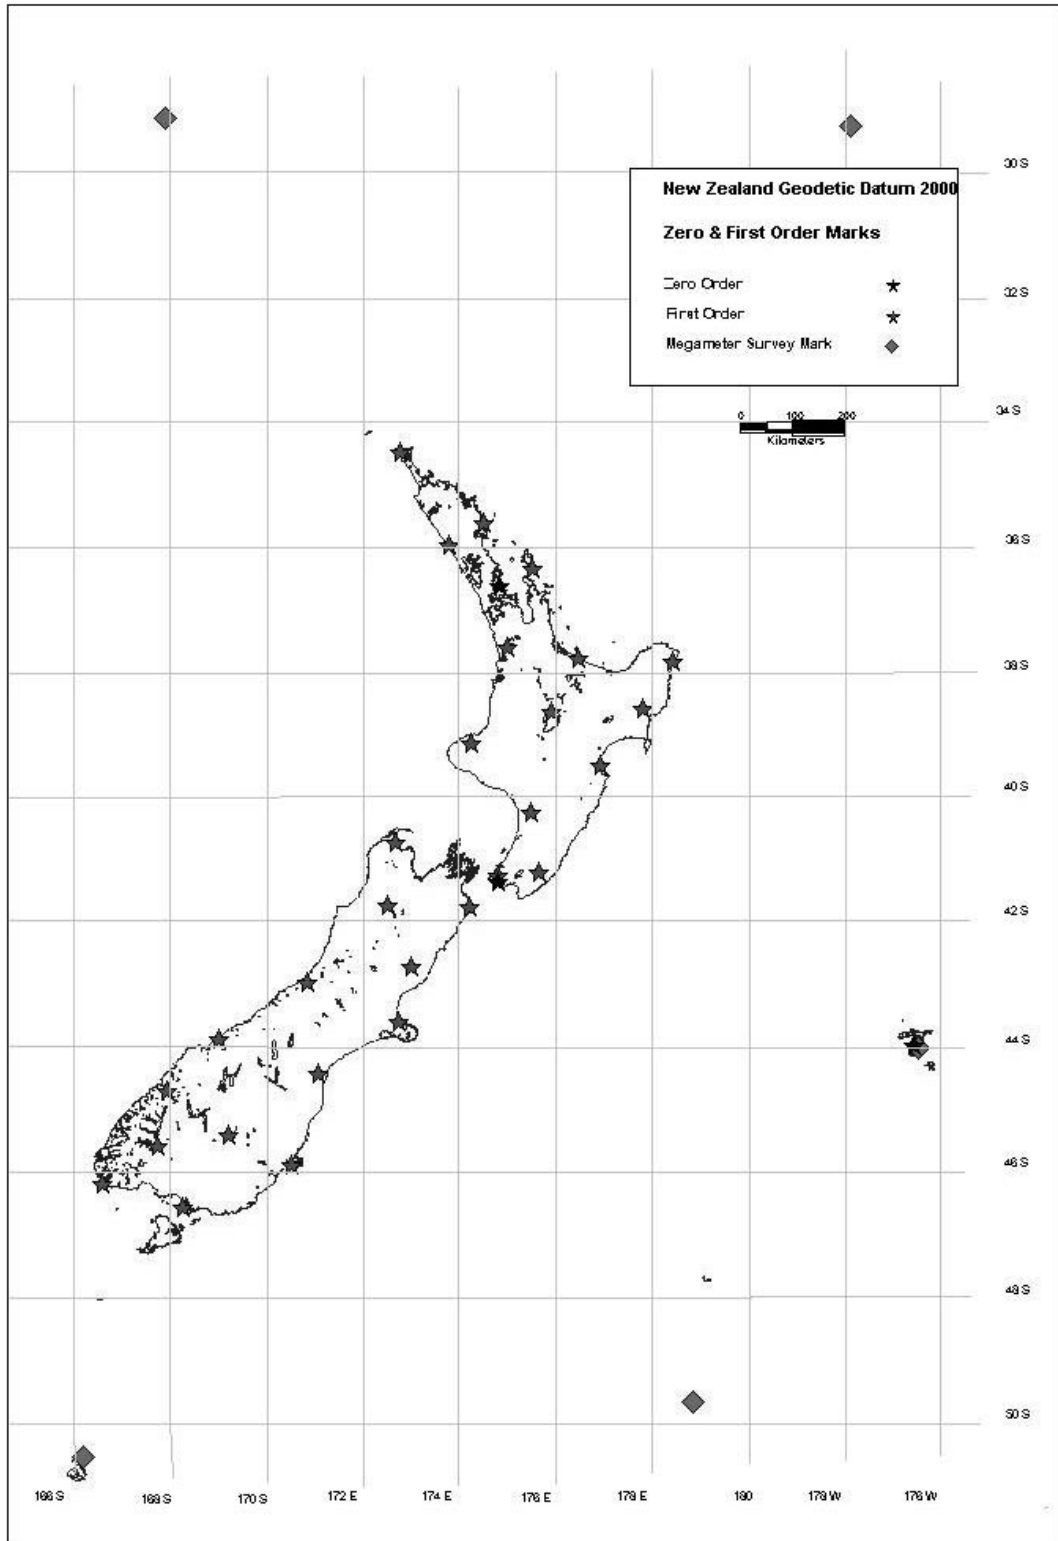 30 S
New Zealand Geodetic Datum 2000
Zero & First Order Marks
Zero Order
First Order
Megameter Survey Mark
32 S
34 S
0 100 200
Kilometers
36 S
38 S
40 S
42 S
44 S
46 S
48 S
50 S
166 S 168 S 170 S 172 E 174 E 176 E 178 E 180 178 W 176 W